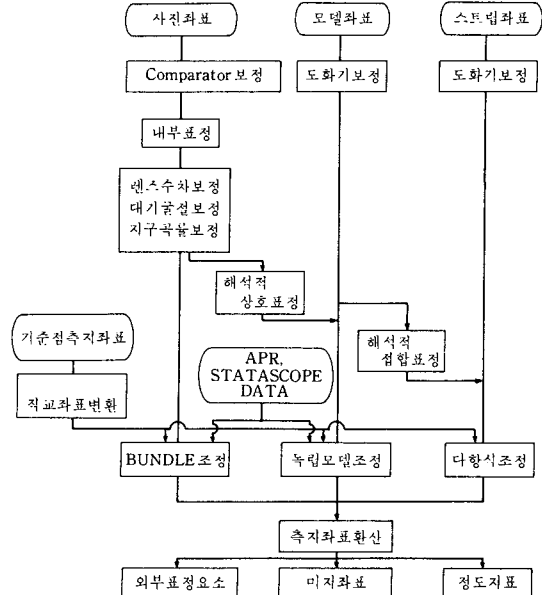 사진좌표
모델좌표
스트립좌표
Comparator보정
도화기보정
도화기보정
내부표정
렌즈수차보정
대기굴절보정
지구곡률보정
해석적
상호표정
기준점측지좌표
해석적
접합표정
APR,
STATASCOPE
DATA
직교좌표변환
BUNDLE조정
독립모델조정
다항식조정
측지좌표환산
외부표정요소
미지좌표
정도지표